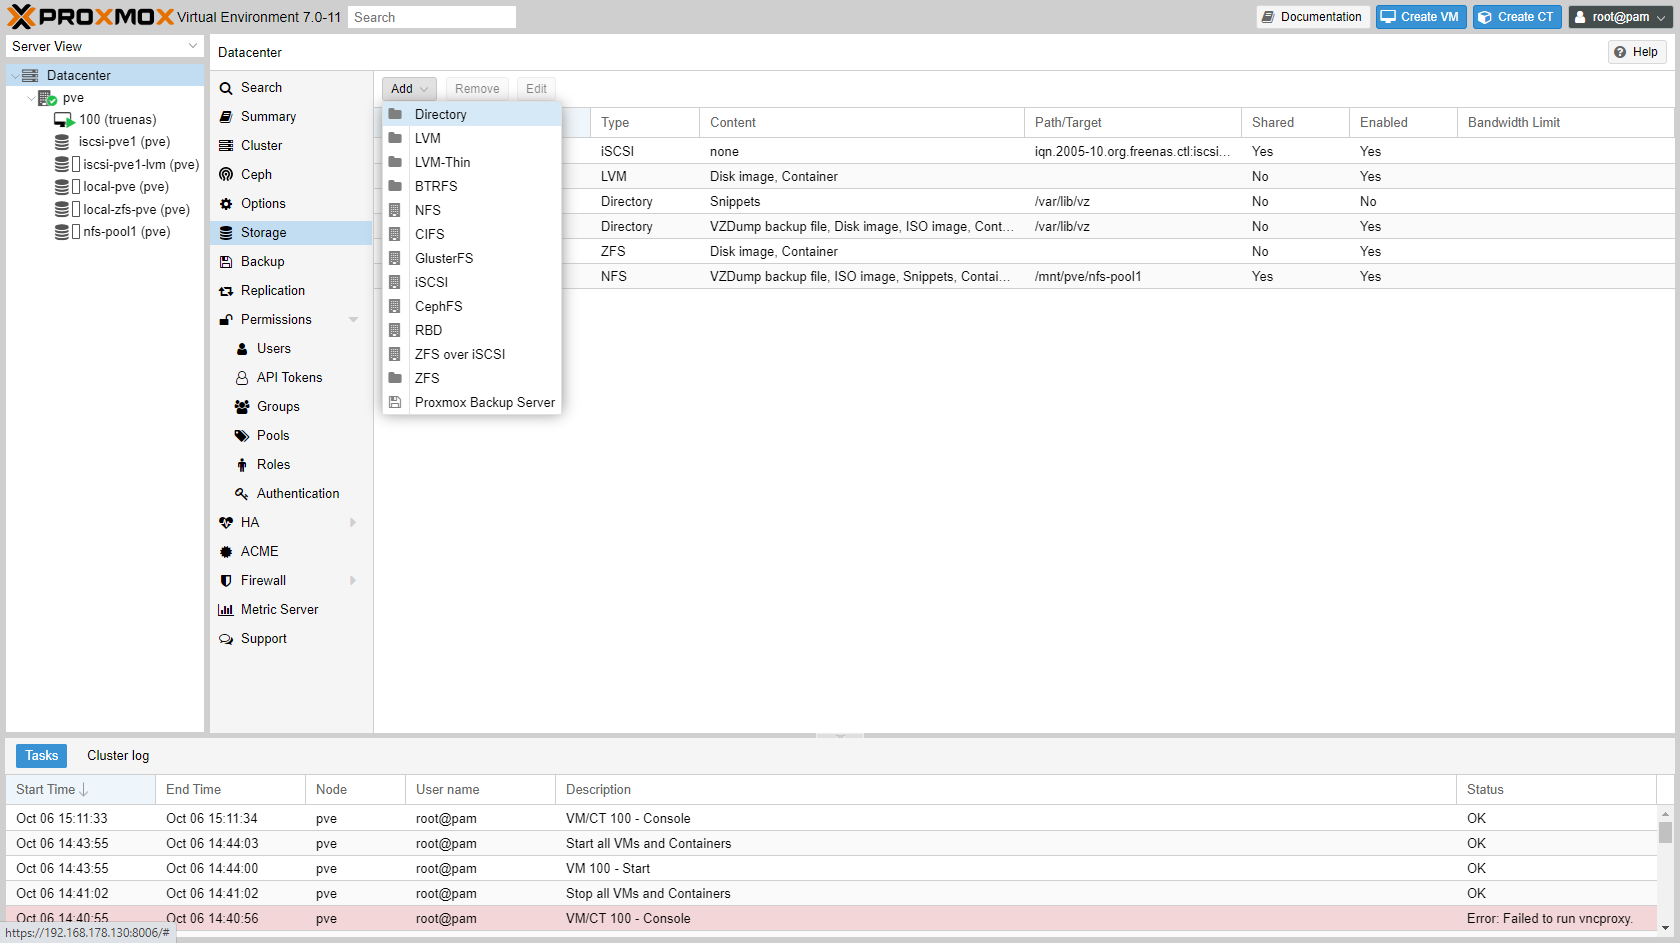 PROXMOX Virtual Environment 7.0-11 Search Documentation Create VM Create CT root@pam
Server View
Datacenter
pve
100 (truenas)
iscsi-pve1 (pve)
iscsi-pve1-lvm (pve)
local-pve (pve)
local-zfs-pve (pve)
nfs-pool1 (pve)
Datacenter Help
Search
Summary
Cluster
Ceph
Options
Storage
Backup
Replication
Permissions
Users
API Tokens
Groups
Pools
Roles
Authentication
HA
ACME
Firewall
Metric Server
Support
Add Remove Edit
Directory
LVM
LVM-Thin
BTRFS
NFS
CIFS
GlusterFS
iSCSI
CephFS
RBD
ZFS over iSCSI
ZFS
Proxmox Backup Server
Type Content Path/Target Shared Enabled Bandwidth Limit
iSCSI none iqn.2005-10.org.freenas.ctl:iscsi... Yes Yes
LVM Disk image, Container No Yes
Directory Snippets /var/lib/vz No No
Directory VZDump backup file, Disk image, ISO image, Cont... /var/lib/vz No Yes
ZFS Disk image, Container No Yes
NFS VZDump backup file, ISO image, Snippets, Contai... /mnt/pve/nfs-pool1 Yes Yes
Tasks Cluster log
Start Time End Time Node User name Description Status
Oct 06 15:11:33 Oct 06 15:11:34 pve root@pam VM/CT 100 - Console OK
Oct 06 14:43:55 Oct 06 14:44:03 pve root@pam Start all VMs and Containers OK
Oct 06 14:43:55 Oct 06 14:44:00 pve root@pam VM 100 - Start OK
Oct 06 14:41:02 Oct 06 14:41:02 pve root@pam Stop all VMs and Containers OK
Oct 06 14:40:55 Oct 06 14:40:56 pve root@pam VM/CT 100 - Console Error: Failed to run vncproxy.
https://192.168.178.130:8006/#